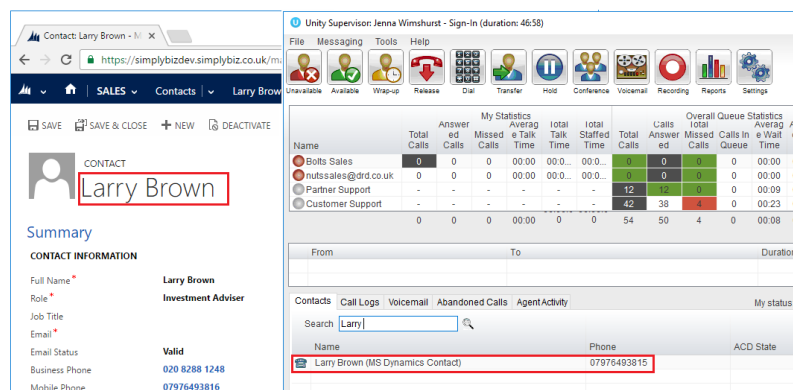 Contact: Larry Brown - M
https://simplybizdev.simplybiz.co.uk/m
SALES
Contacts
Larry Brow
SAVE
SAVE & CLOSE
NEW
DEACTIVATE
CONTACT
Larry Brown
Summary
CONTACT INFORMATION
Full Name* Larry Brown
Role* Investment Adviser
Job Title
Email*
Email Status Valid
Business Phone 020 8288 1248
Mobile Phone 07976493816
Unity Supervisor: Jenna Wimshurst - Sign-In (duration: 46:58)
File Messaging Tools Help
Unavailable Available Wrap-up Release Dial Transfer Hold Conference Voicemail Recording Reports Settings
My Statistics Overall Queue Statistics
Name Total Calls Answer ed Calls Missed Calls Averag e Talk Time Total Talk Time Total Staffed Time Total Calls Calls Answer ed Total Missed Calls Calls In Queue Averag e Wait Time
Bolts Sales 0 0 0 00:00 00:0... 00:0... 0 0 0 0 00:00
nutssales@drd.co.uk 0 0 0 00:00 00:0... 00:0... 0 0 0 0 00:00
Partner Support - - - - - - 12 12 0 0 00:09
Customer Support - - - - - - 42 38 4 0 00:23
0 0 0 00:00 0 0 54 50 4 0 00:08
From To Duratio
Contacts Call Logs Voicemail Abandoned Calls Agent Activity My status
Search Larry
Name Phone ACD State
Larry Brown (MS Dynamics Contact) 07976493815